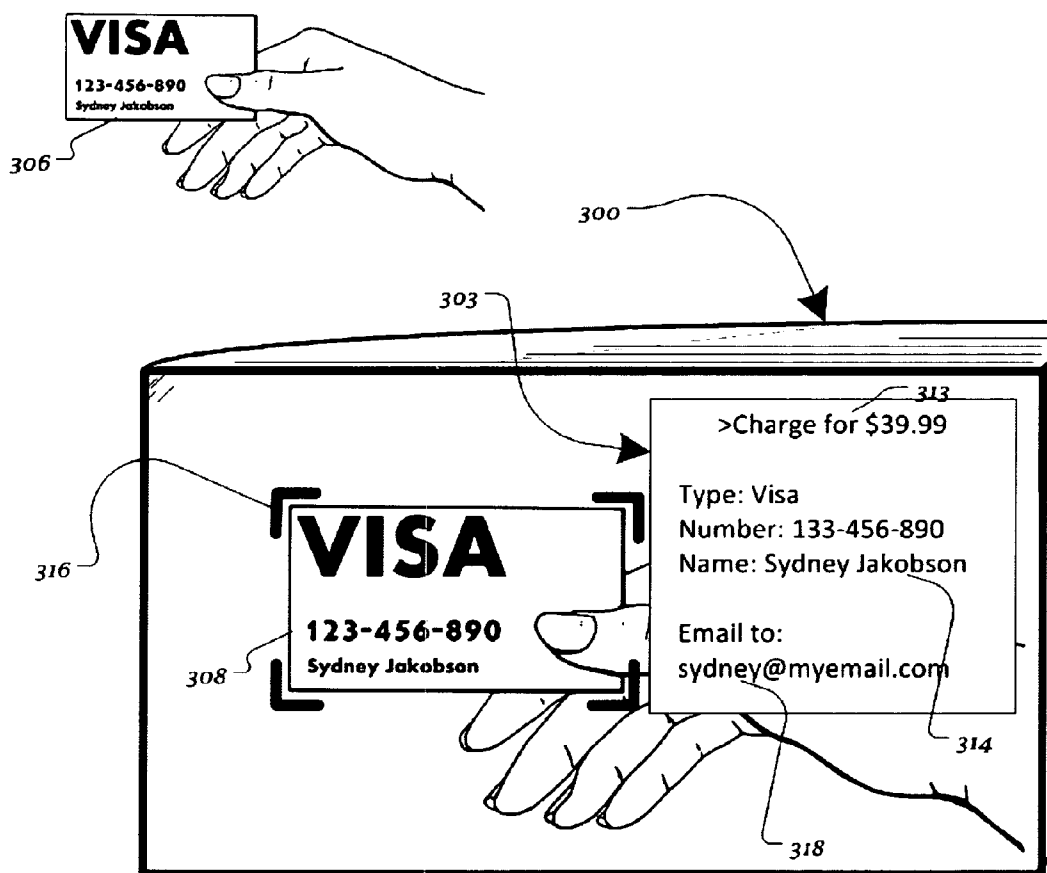 VISA
123-456-890
Sydney Jakobson
306
300
303
313
>Charge for $39.99
Type: Visa
Number: 133-456-890
Name: Sydney Jakobson
Email to:
sydney@myemail.com
316
VISA
123-456-890
Sydney Jakobson
308
314
318